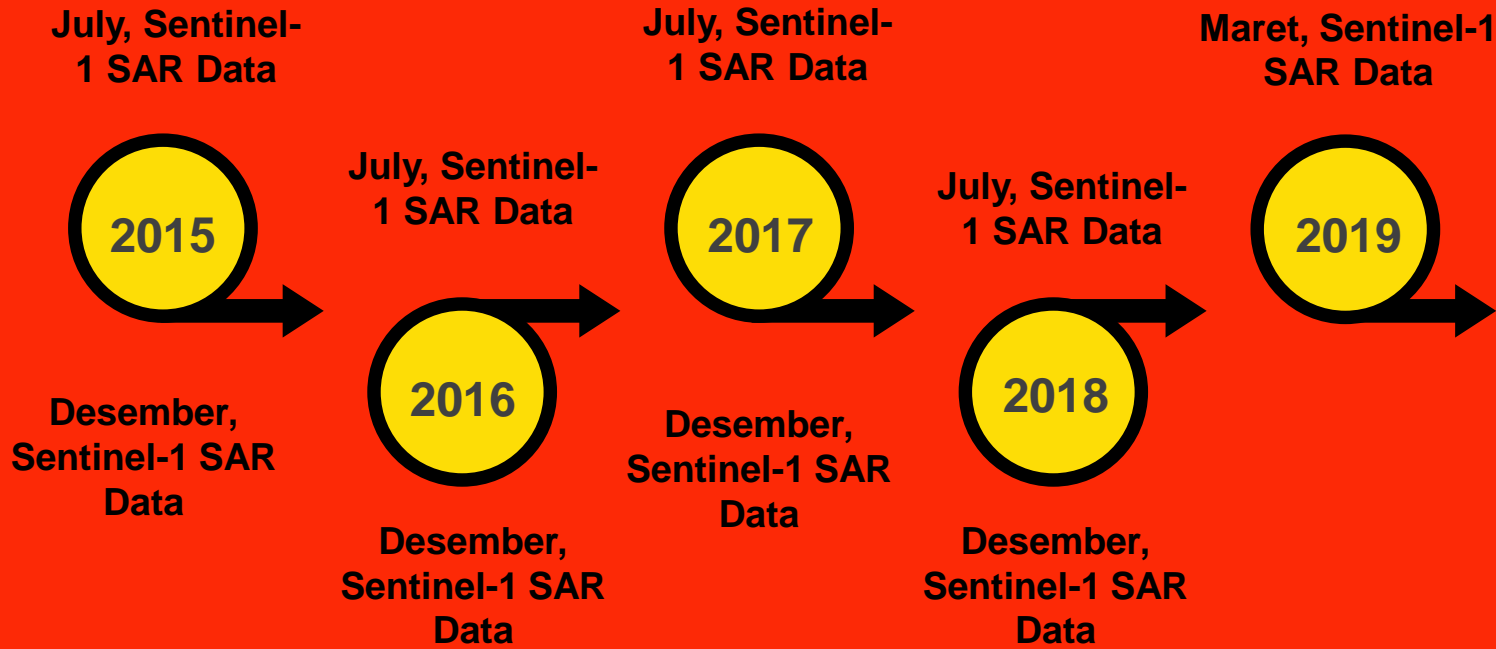 July, Sentinel-
1 SAR Data
2015
Desember,
Sentinel-1 SAR
Data
July, Sentinel-
1 SAR Data
2016
Desember,
Sentinel-1 SAR
Data
July, Sentinel-
1 SAR Data
2017
Desember,
Sentinel-1 SAR
Data
July, Sentinel-
1 SAR Data
2018
Desember,
Sentinel-1 SAR
Data
Maret, Sentinel-1
SAR Data
2019